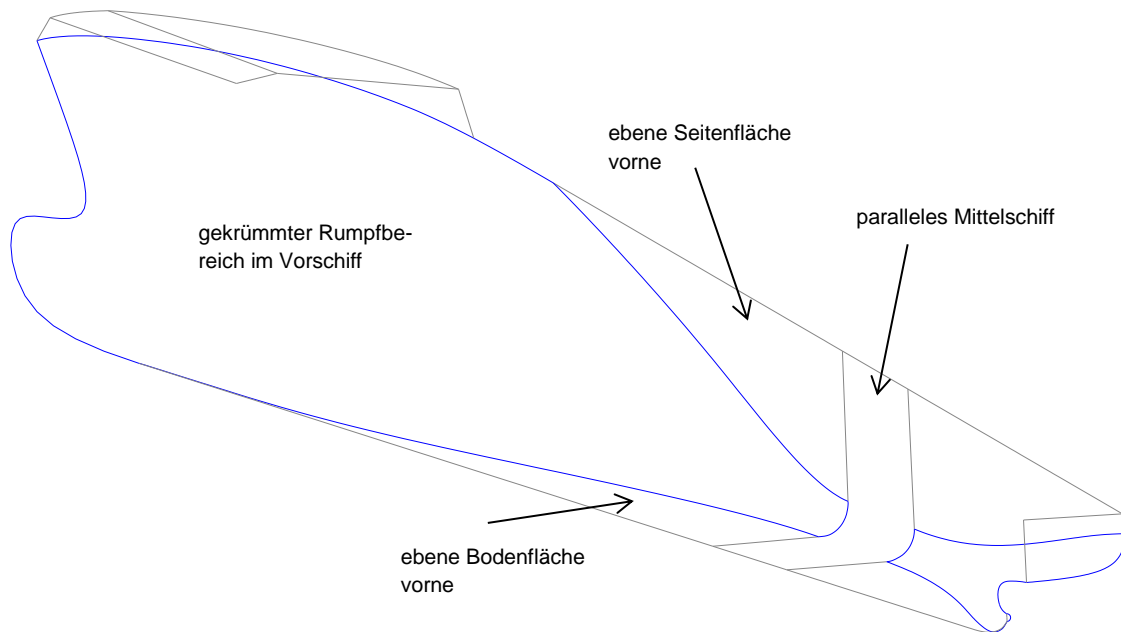 ebene Seitenfläche
vorne
paralleles Mittelschiff
gekrümmter Rumpfbe-
reich im Vorschiff
ebene Bodenfläche
vorne